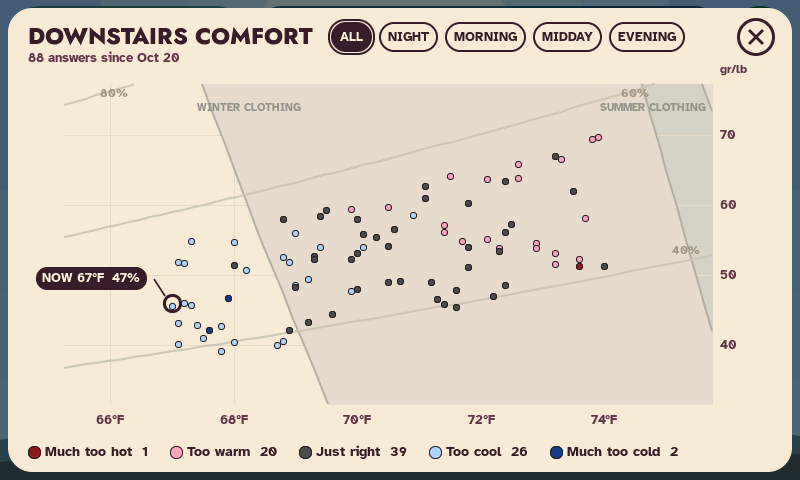 DOWNSTAIRS COMFORT
88 answers since Oct 20
ALL
NIGHT
MORNING
MIDDAY
EVENING
gr/lb
80%
60%
WINTER CLOTHING
SUMMER CLOTHING
70
60
40%
50
NOW 67°F 47%
40
66°F
68°F
70°F
72°F
74°F
Much too hot 1
Too warm 20
Just right 39
Too cool 26
Much too cold 2